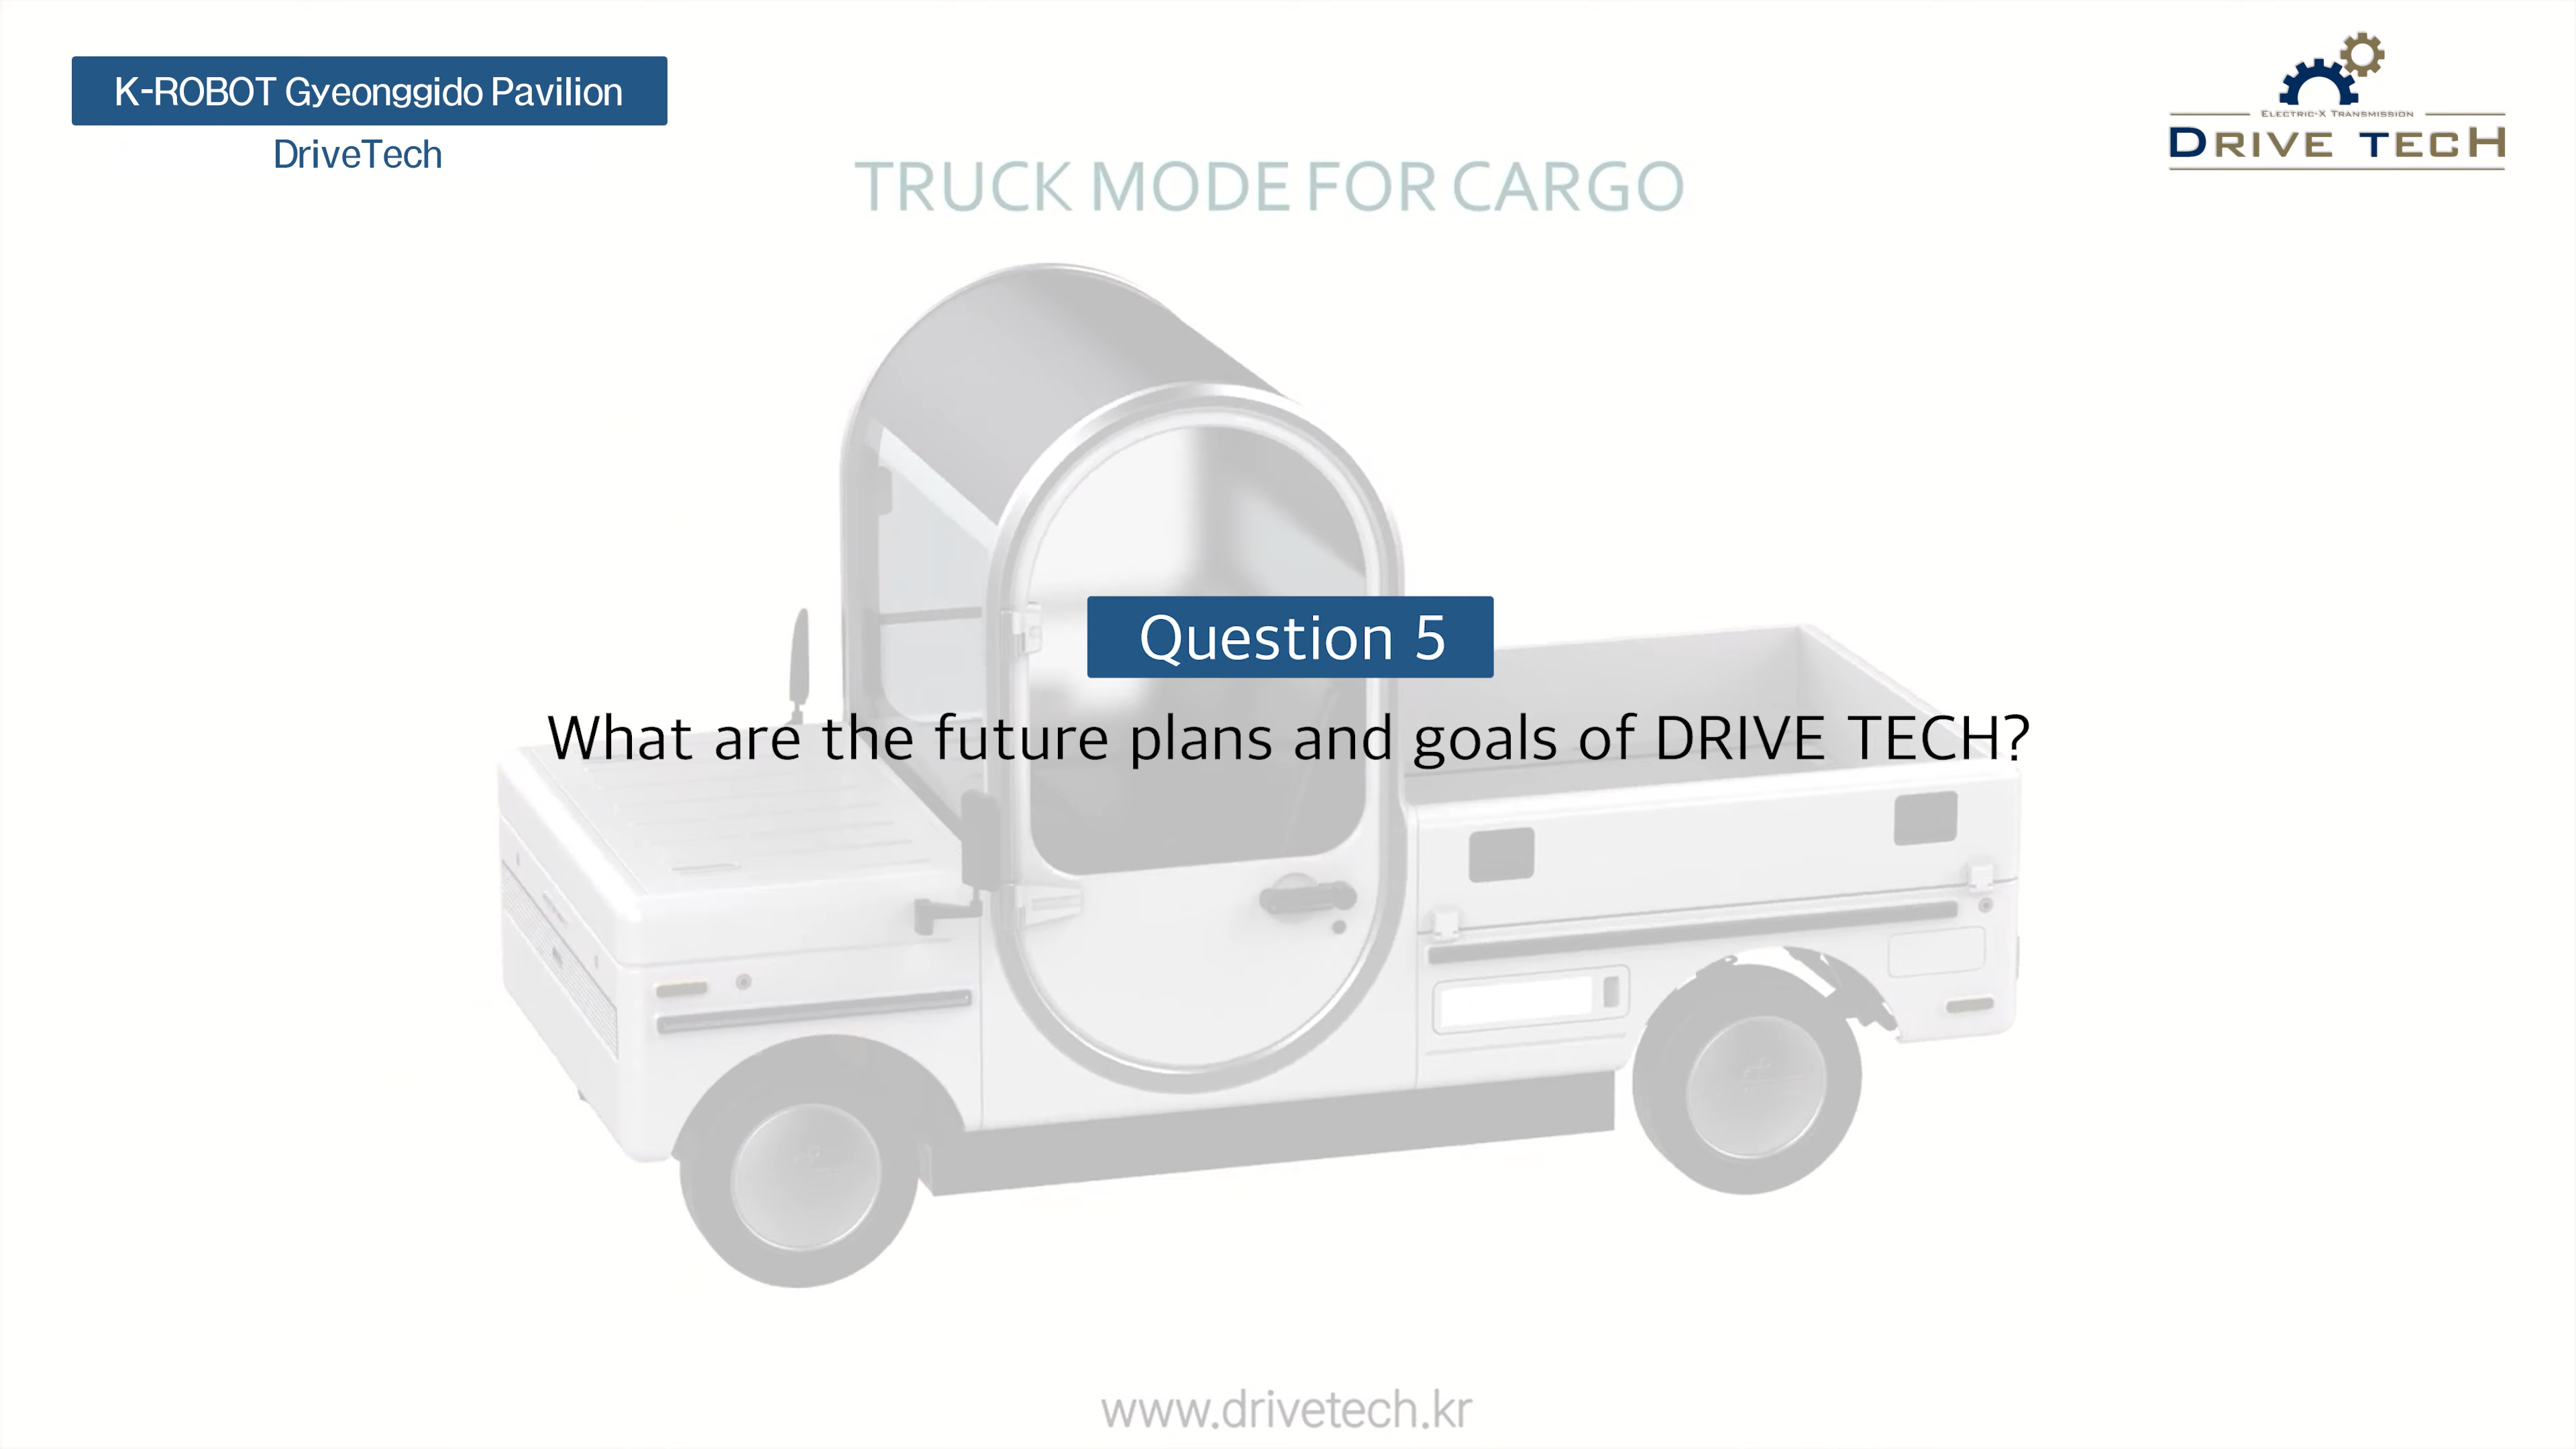 K-ROBOT Gyeonggido Pavilion
DriveTech
ELECTRIC-X TRANSMISSION
DRIVE TECH
TRUCK MODE FOR CARGO
Question 5
What are the future plans and goals of DRIVE TECH?
www.drivetech.kr